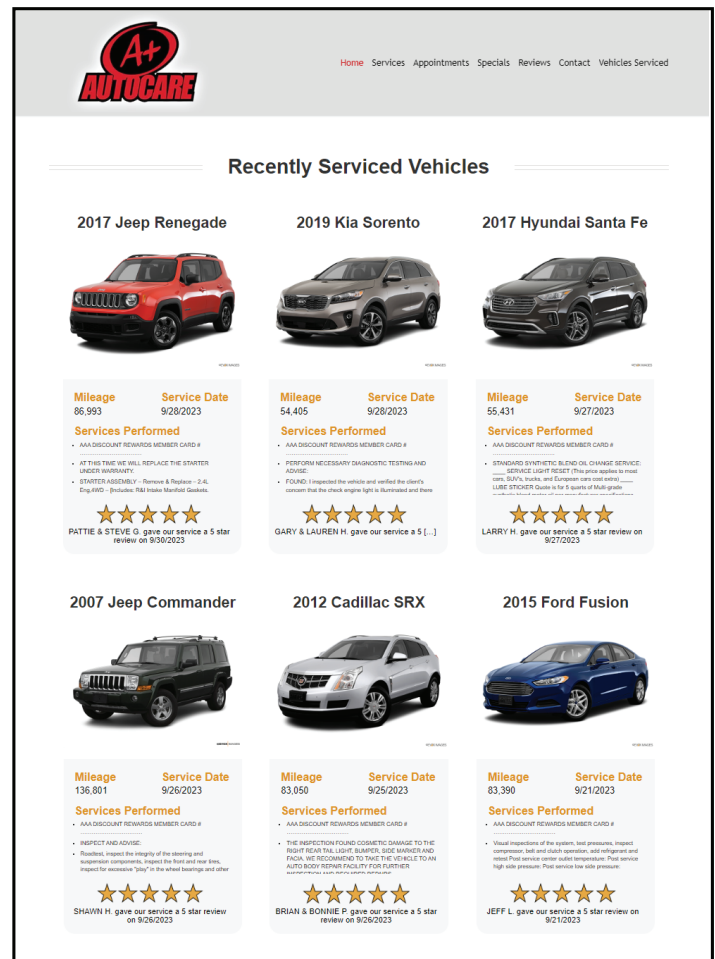 A+
AUTOCARE
Home Services Appointments Specials Reviews Contact Vehicles Serviced
Recently Serviced Vehicles
2017 Jeep Renegade
2019 Kia Sorento
2017 Hyundai Santa Fe
Mileage Service Date
86,993 9/28/2023
Services Performed
• AAA DISCOUNT REWARDS MEMBER CARD #
• AT THIS TIME WE WILL REPLACE THE STARTER
UNDER WARRANTY.
• STARTER ASSEMBLY – Remove & Replace - 2.4L
Eng,4WD – [Includes: R&I Intake Manifold Gaskets.
PATTIE & STEVE G. gave our service a 5 star
review on 9/30/2023
Mileage Service Date
54,405 9/28/2023
Services Performed
• AAA DISCOUNT REWARDS MEMBER CARD #
• PERFORM NECESSARY DIAGNOSTIC TESTING AND
ADVISE:
• FOUND: I inspected the vehicle and verified the client's
concern that the check engine light is illuminated and there
GARY & LAUREN H. gave our service a 5 […]
Mileage Service Date
55,431 9/27/2023
Services Performed
• AAA DISCOUNT REWARDS MEMBER CARD #
• STANDARD SYNTHETIC BLEND OIL CHANGE SERVICE:
____ SERVICE LIGHT RESET (This price applies to most
cars, SUV's, trucks, and European cars cost extra) ____
LUBE STICKER Quote is for 5 quarts of Multi-grade
LARRY H. gave our service a 5 star review on
9/27/2023
2007 Jeep Commander
2012 Cadillac SRX
2015 Ford Fusion
Mileage Service Date
136,801 9/26/2023
Services Performed
• AAA DISCOUNT REWARDS MEMBER CARD #
• INSPECT AND ADVISE:
• Roadtest, inspect the integrity of the steering and
suspension components, inspect the front and rear tires,
inspect for excessive "play" in the wheel bearings and other
SHAWN H. gave our service a 5 star review
on 9/26/2023
Mileage Service Date
83,050 9/25/2023
Services Performed
• AAA DISCOUNT REWARDS MEMBER CARD #
• THE INSPECTION FOUND COSMETIC DAMAGE TO THE
RIGHT REAR TAIL LIGHT, BUMPER, SIDE MARKER AND
FACIA. WE RECOMMEND TO TAKE THE VEHICLE TO AN
AUTO BODY REPAIR FACILITY FOR FURTHER
INSPECTION AND REQUIRED REPAIRS
BRIAN & BONNIE P. gave our service a 5 star
review on 9/26/2023
Mileage Service Date
83,390 9/21/2023
Services Performed
• AAA DISCOUNT REWARDS MEMBER CARD #
• Visual inspections of the system, test pressures, inspect
compressor, belt and clutch operation, add refrigerant and
retest Post service center outlet temperature: Post service
high side pressure: Post service low side pressure:
JEFF L. gave our service a 5 star review on
9/21/2023